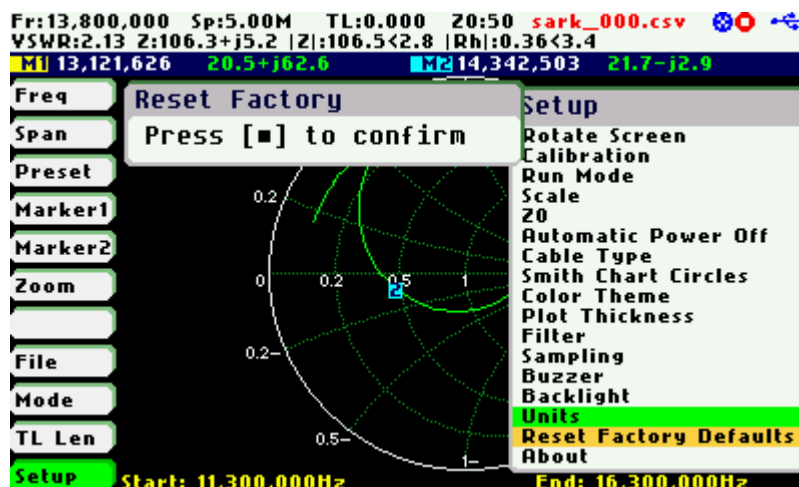 Fr:13,800,000 Sp:5.00M TL:0.000 Z0:50 sark_000.csv
VSWR:2.13 Z:106.3+j5.2 |Z|:106.5<2.8 |Rh|:0.36<3.4
M1 13,121,626 20.5+j62.6 M2 14,342,503 21.7-j2.9
Freq
Span
Preset
Marker1
Marker2
Zoom
File
Mode
TL Len
Setup
Reset Factory
Press [■] to confirm
0.2
0 0.2 0.5 1
2
0.2
0.5
1
Setup
Rotate Screen
Calibration
Run Mode
Scale
Z0
Automatic Power Off
Cable Type
Smith Chart Circles
Color Theme
Plot Thickness
Filter
Sampling
Buzzer
Backlight
Units
Reset Factory Defaults
About
Start: 11,300,000Hz End: 16,300,000Hz